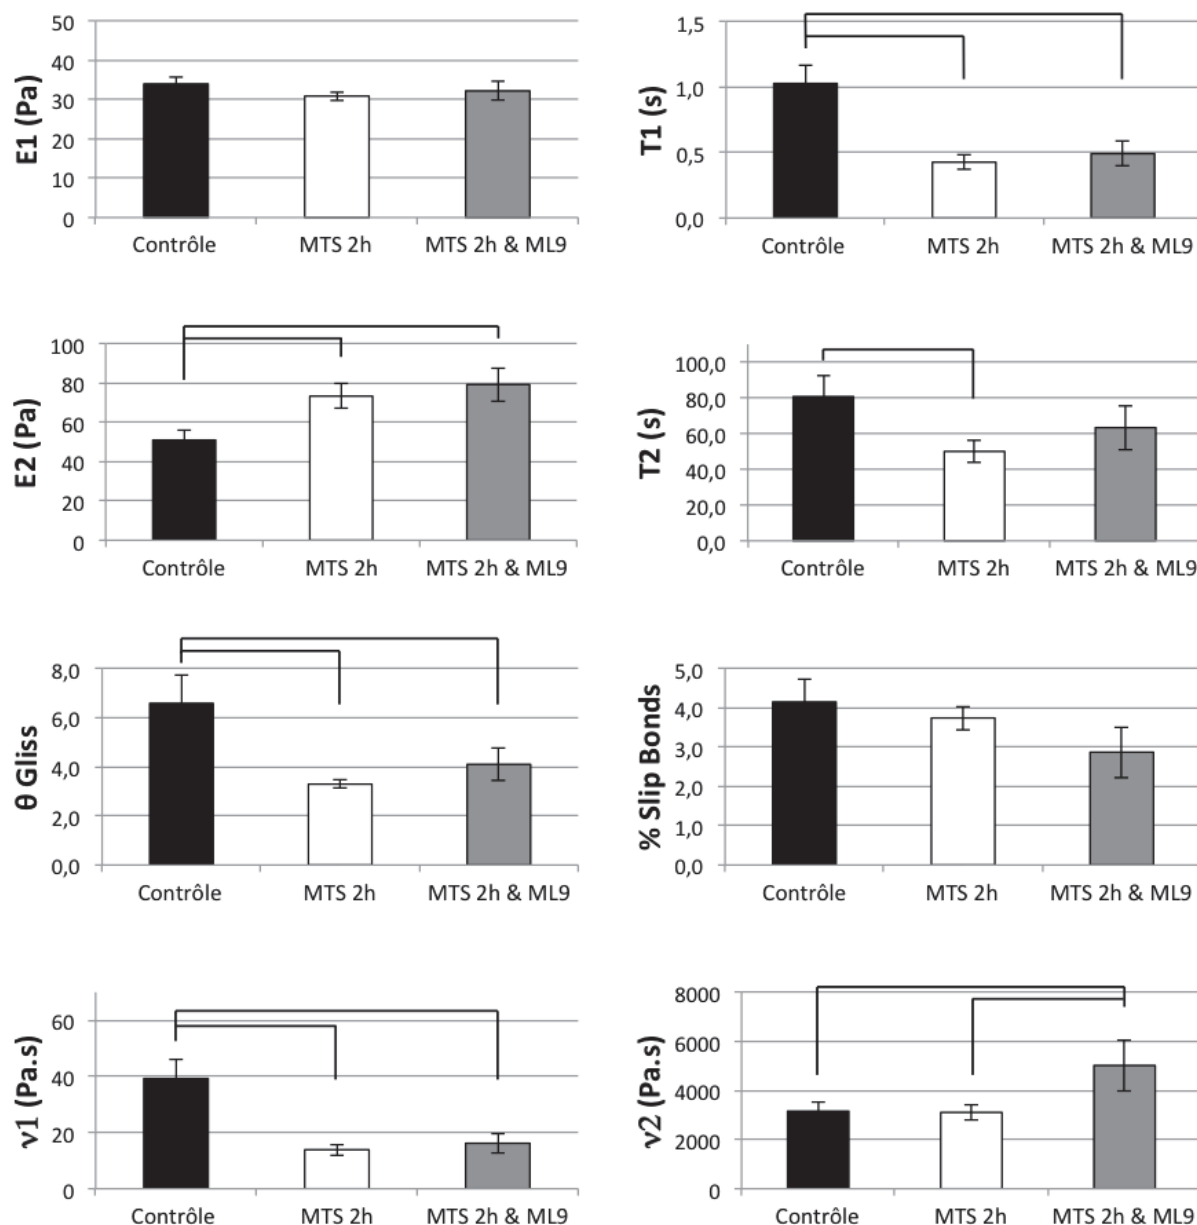 E1 (Pa)
50
40
30
20
10
0
Contrôle MTS 2h MTS 2h & ML9
T1 (s)
1,5
1,0
0,5
0,0
Contrôle MTS 2h MTS 2h & ML9
E2 (Pa)
100
80
60
40
20
0
Contrôle MTS 2h MTS 2h & ML9
T2 (s)
100,0
80,0
60,0
40,0
20,0
0,0
Contrôle MTS 2h MTS 2h & ML9
θ Gliss
8,0
6,0
4,0
2,0
0,0
Contrôle MTS 2h MTS 2h & ML9
% Slip Bonds
5,0
4,0
3,0
2,0
1,0
0,0
Contrôle MTS 2h MTS 2h & ML9
ν1 (Pa.s)
60
40
20
0
Contrôle MTS 2h MTS 2h & ML9
ν2 (Pa.s)
8000
6000
4000
2000
0
Contrôle MTS 2h MTS 2h & ML9